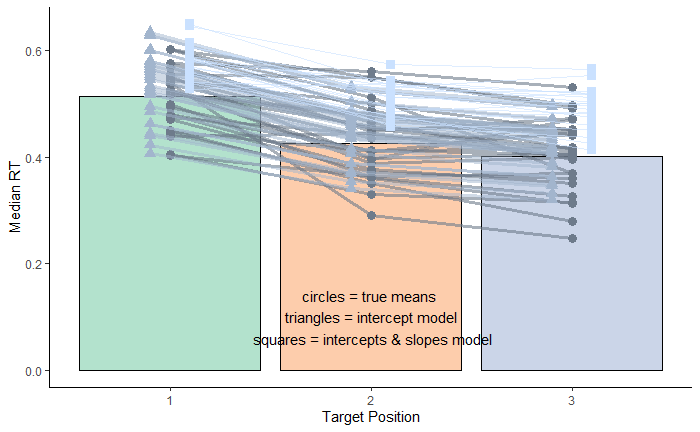 Median RT
0.6
0.4
0.2
0.0
circles = true means
triangles = intercept model
squares = intercepts & slopes model
1 2 3
Target Position